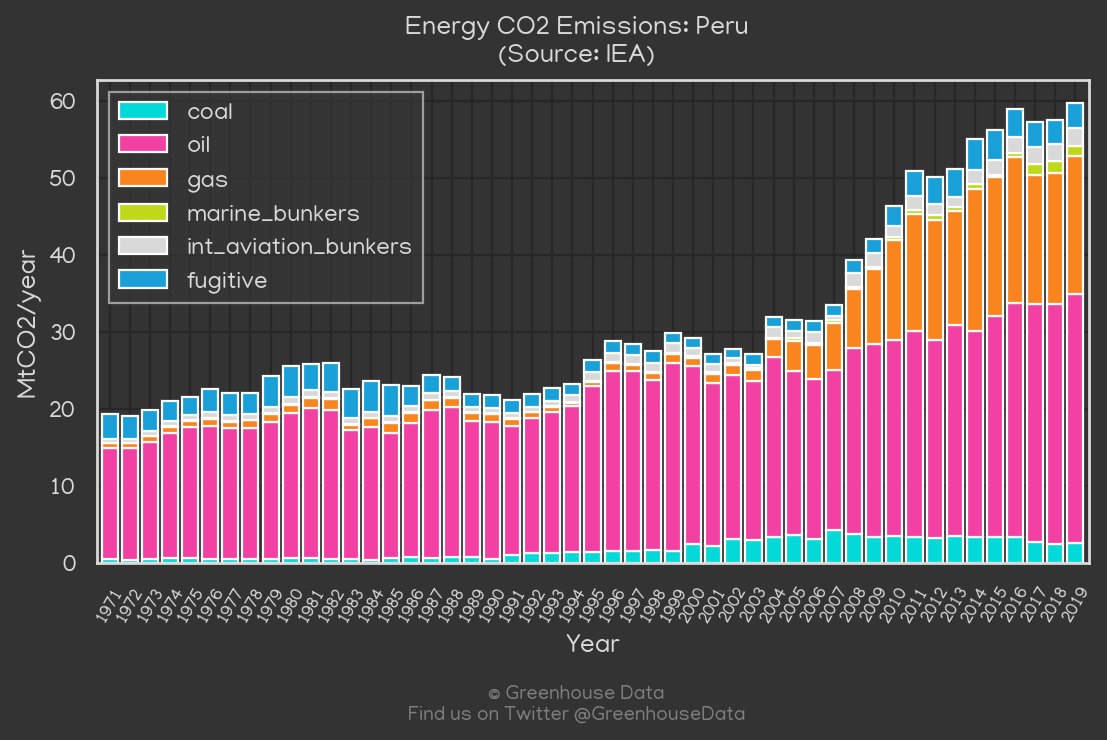 Energy CO2 Emissions: Peru
(Source: IEA)
60
50
40
30
20
10
0
MtCO2/year
coal
oil
gas
marine_bunkers
int_aviation_bunkers
fugitive
1971 1972 1973 1974 1975 1976 1977 1978 1979 1980 1981 1982 1983 1984 1985 1986 1987 1988 1989 1990 1991 1992 1993 1994 1995 1996 1997 1998 1999 2000 2001 2002 2003 2004 2005 2006 2007 2008 2009 2010 2011 2012 2013 2014 2015 2016 2017 2018 2019
Year
© Greenhouse Data
Find us on Twitter @GreenhouseData